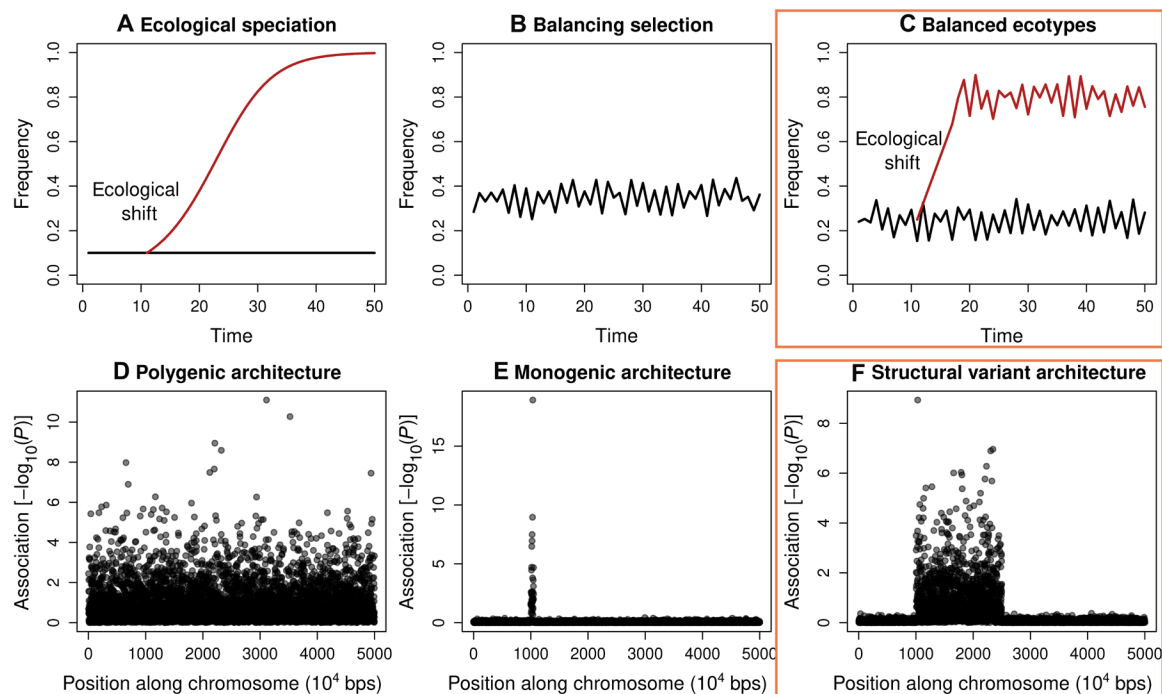 A Ecological speciation
Frequency
0.0 0.2 0.4 0.6 0.8 1.0
Ecological
shift
0 10 20 30 40 50
Time
B Balancing selection
Frequency
0.0 0.2 0.4 0.6 0.8 1.0
0 10 20 30 40 50
Time
C Balanced ecotypes
Frequency
0.0 0.2 0.4 0.6 0.8 1.0
Ecological
shift
0 10 20 30 40 50
Time
D Polygenic architecture
Association [-log10(P)]
0 2 4 6 8 10
0 1000 2000 3000 4000 5000
Position along chromosome (10^4 bps)
E Monogenic architecture
Association [-log10(P)]
0 5 10 15
0 1000 2000 3000 4000 5000
Position along chromosome (10^4 bps)
F Structural variant architecture
Association [-log10(P)]
0 2 4 6 8
0 1000 2000 3000 4000 5000
Position along chromosome (10^4 bps)